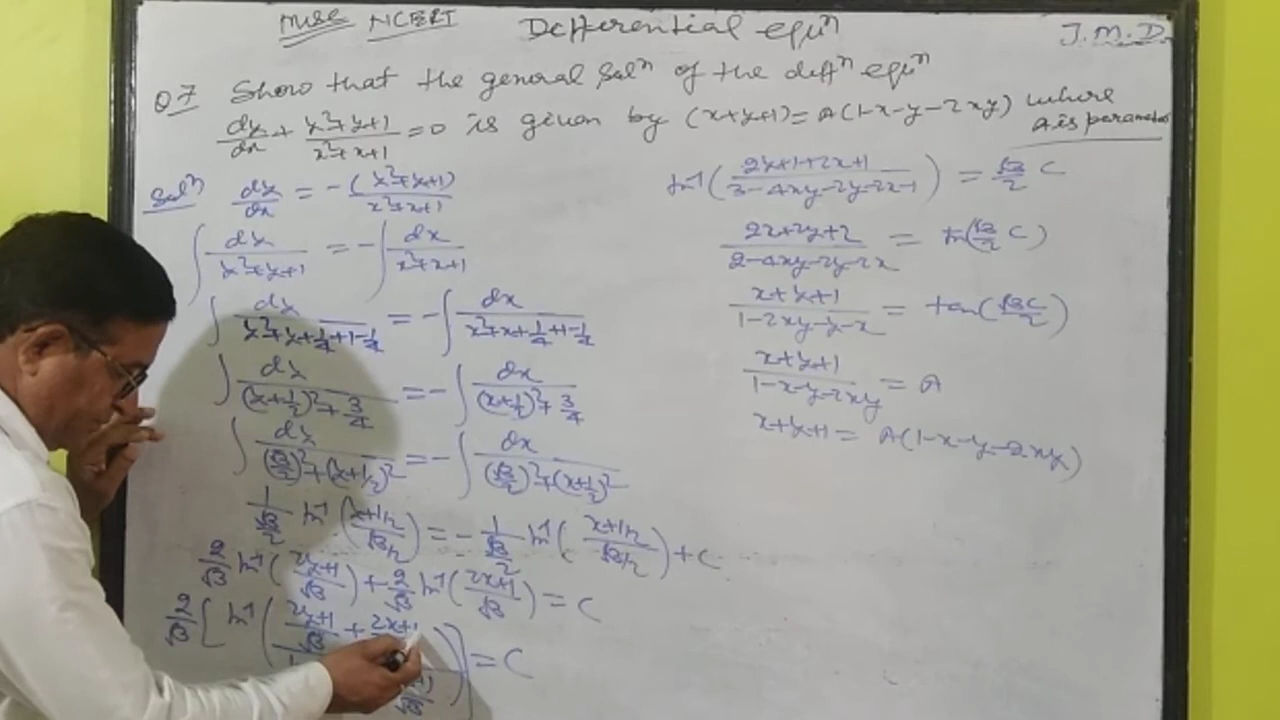 Misc NCERT Differential equⁿ J.M.D.
Q7 Show that the general Solⁿ of the diffⁿ equⁿ
dy/dx + (y²+y+1)/(x²+x+1) = 0 is given by (x+y+1) = A(1-x-y-2xy) where
A is parameter
Solⁿ dy/dx = -(y²+y+1)/(x²+x+1)
∫ dy/(y²+y+1) = -∫ dx/(x²+x+1)
∫ dy/(y²+y+1/4+1-1/4) = -∫ dx/(x²+x+1/4+1-1/4)
∫ dy/((y+1/2)²+3/4) = -∫ dx/((x+1/2)²+3/4)
∫ dy/((√3/2)²+(y+1/2)²) = -∫ dx/((√3/2)²+(x+1/2)²)
1/(√3/2) tan⁻¹((y+1/2)/(√3/2)) = -1/(√3/2) tan⁻¹((x+1/2)/(√3/2)) + C
2/√3 tan⁻¹((2y+1)/√3) + 2/√3 tan⁻¹((2x+1)/√3) = C
2/√3 [tan⁻¹((2y+1)/√3 + 2x+1 )] = C
tan⁻¹((2y+1+2x+1)/(3-4xy-2y-2x-1)) = √3/2 C
(2x+2y+2)/(2-4xy-2y-2x) = tan(√3/2 C)
(x+y+1)/(1-2xy-y-x) = tan(√3C/2)
(x+y+1)/(1-x-y-2xy) = A
x+y+1 = A(1-x-y-2xy)